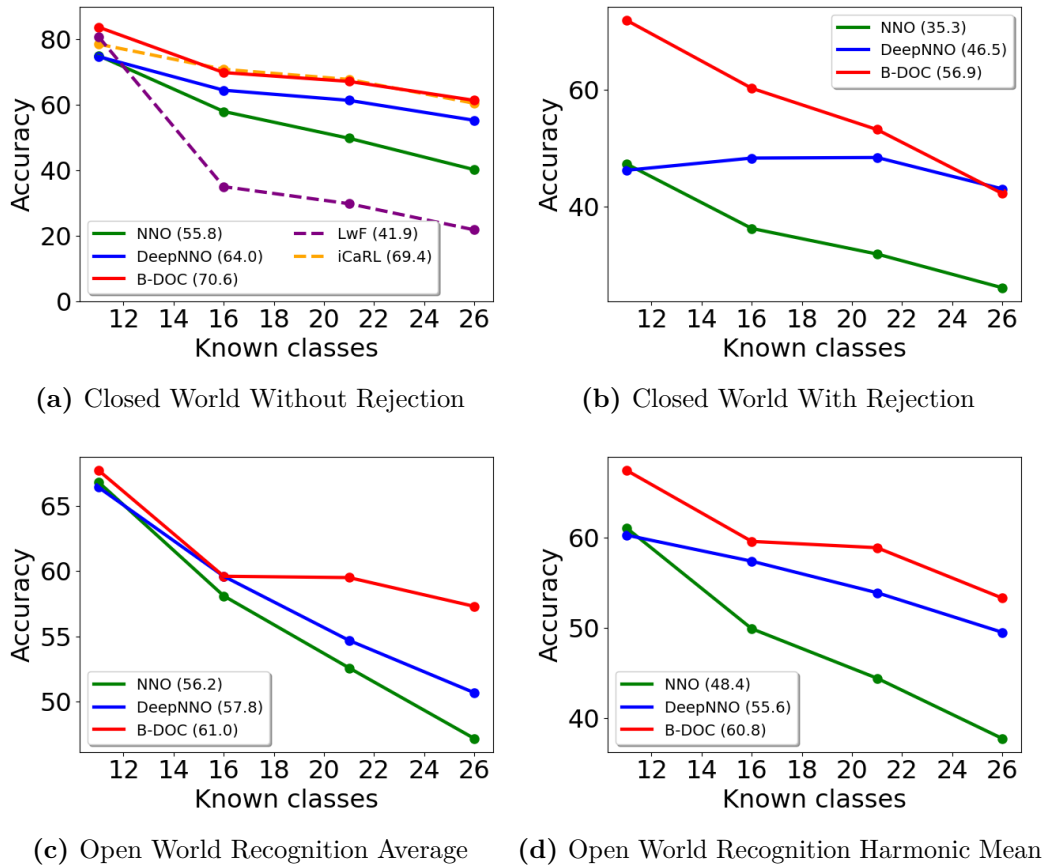 80
60
40
20
0
Accuracy
NNO (55.8)
DeepNNO (64.0)
B-DOC (70.6)
LwF (41.9)
iCaRL (69.4)
12 14 16 18 20 22 24 26
Known classes
(a) Closed World Without Rejection
60
40
Accuracy
NNO (35.3)
DeepNNO (46.5)
B-DOC (56.9)
12 14 16 18 20 22 24 26
Known classes
(b) Closed World With Rejection
65
60
55
50
Accuracy
NNO (56.2)
DeepNNO (57.8)
B-DOC (61.0)
12 14 16 18 20 22 24 26
Known classes
(c) Open World Recognition Average
60
50
40
Accuracy
NNO (48.4)
DeepNNO (55.6)
B-DOC (60.8)
12 14 16 18 20 22 24 26
Known classes
(d) Open World Recognition Harmonic Mean